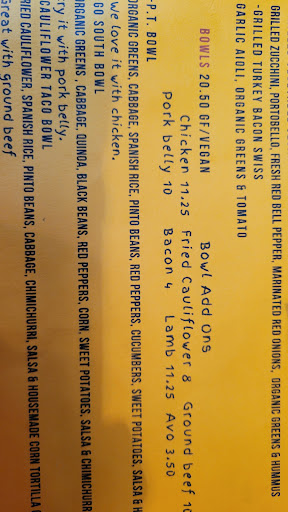 GRILLED ZUCCHINI, PORTOBELLO, FRESH RED BELL PEPPER, MARINATED RED ONIONS, ORGANIC GREENS & HUMMUS
-GRILLED TURKEY BACON SWISS
GARLIC AIOLI, ORGANIC GREENS & TOMATO
BOWLS 20.50 GF/VEGAN
Bowl Add Ons
Chicken 11.25 Fried Cauliflower 8 Ground beef 10
Pork belly 10 Bacon 4 Lamb 11.25 Avo 3.50
P.T. BOWL
ORGANIC GREENS, CABBAGE, SPANISH RICE, PINTO BEANS, RED PEPPERS, CUCUMBERS, SWEET POTATOES, SALSA & H
We love it with chicken.
GO SOUTH BOWL
ORGANIC GREENS, CABBAGE, QUINOA, BLACK BEANS, RED PEPPERS, CORN, SWEET POTATOES, SALSA & CHIMICHURR
ry it with pork belly.
CAULIFLOWER TACO BOWL
RIED CAULIFLOWER, SPANISH RICE, PINTO BEANS, CABBAGE, CHIMICHURRI, SALSA & HOUSEMADE CORN TORTILLA
reat with ground beef